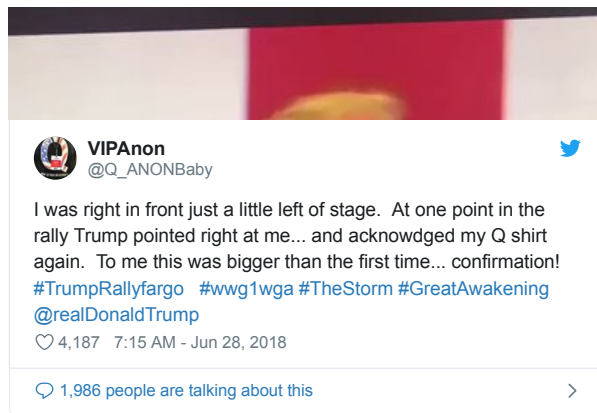 VIPAnon
@Q_ANONBaby
I was right in front just a little left of stage.  At one point in the
rally Trump pointed right at me... and acknowdged my Q shirt
again.  To me this was bigger than the first time... confirmation!
#TrumpRallyfargo   #wwg1wga #TheStorm #GreatAwakening
@realDonaldTrump
4,187   7:15 AM - Jun 28, 2018
1,986 people are talking about this